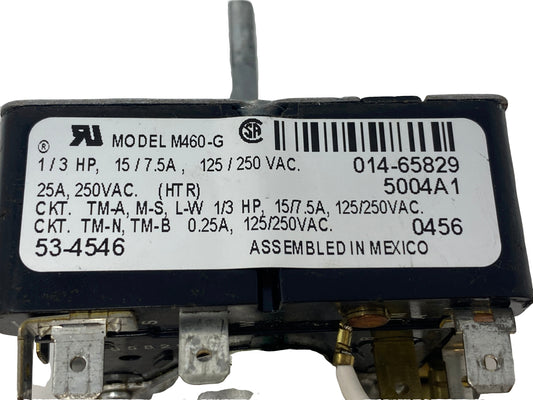 ® MODEL M460-G
1/3 HP, 15/7.5A, 125/250 VAC. 014-65829
25A, 250VAC. (HTR) 5004A1
CKT. TM-A, M-S, L-W 1/3 HP, 15/7.5A, 125/250VAC.
CKT. TM-N, TM-B 0.25A, 125/250VAC. 0456
53-4546 ASSEMBLED IN MEXICO